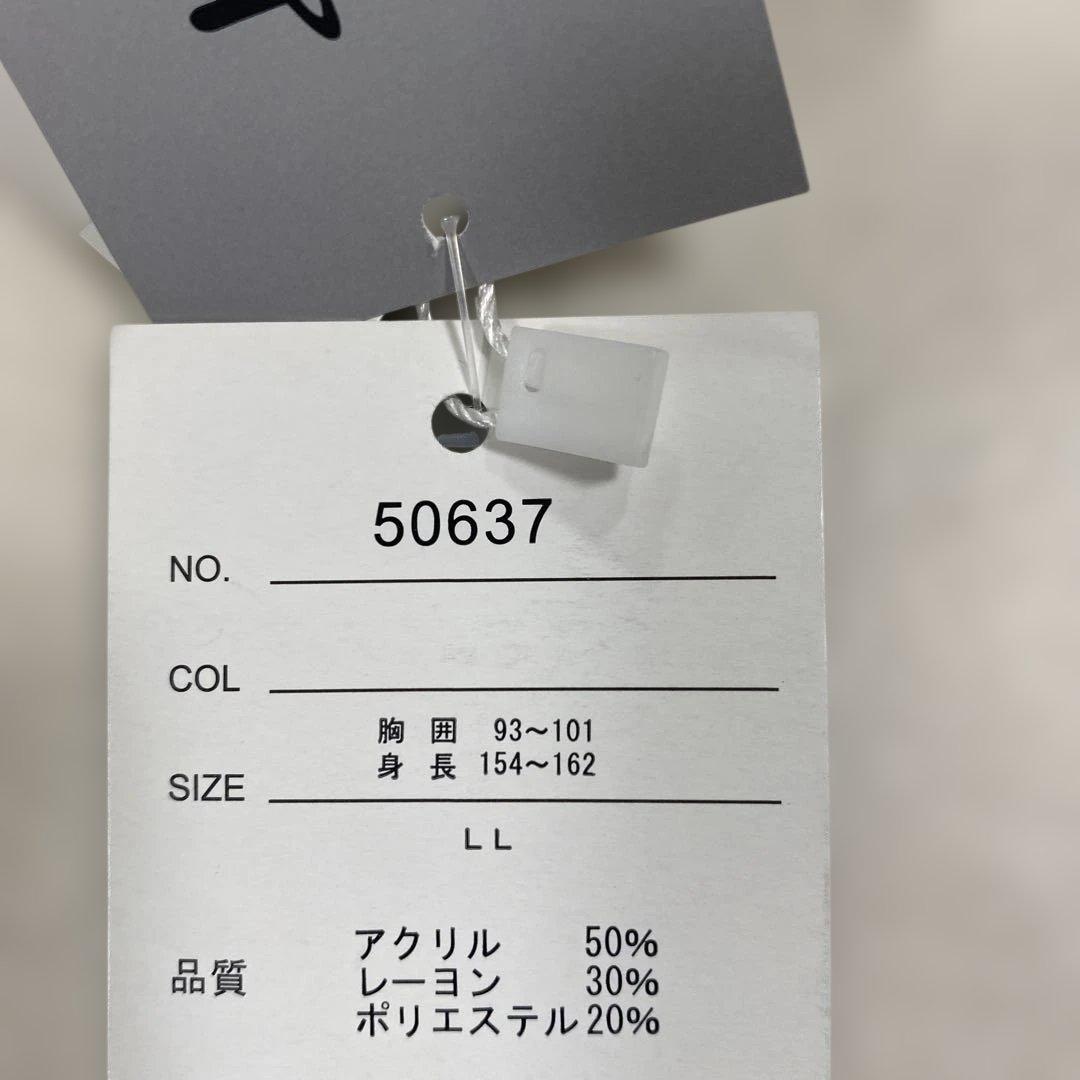 50637
NO.
COL
胸 囲 93～101
身 長 154～162
SIZE
LL
アクリル 50%
品質 レーヨン 30%
ポリエステル 20%